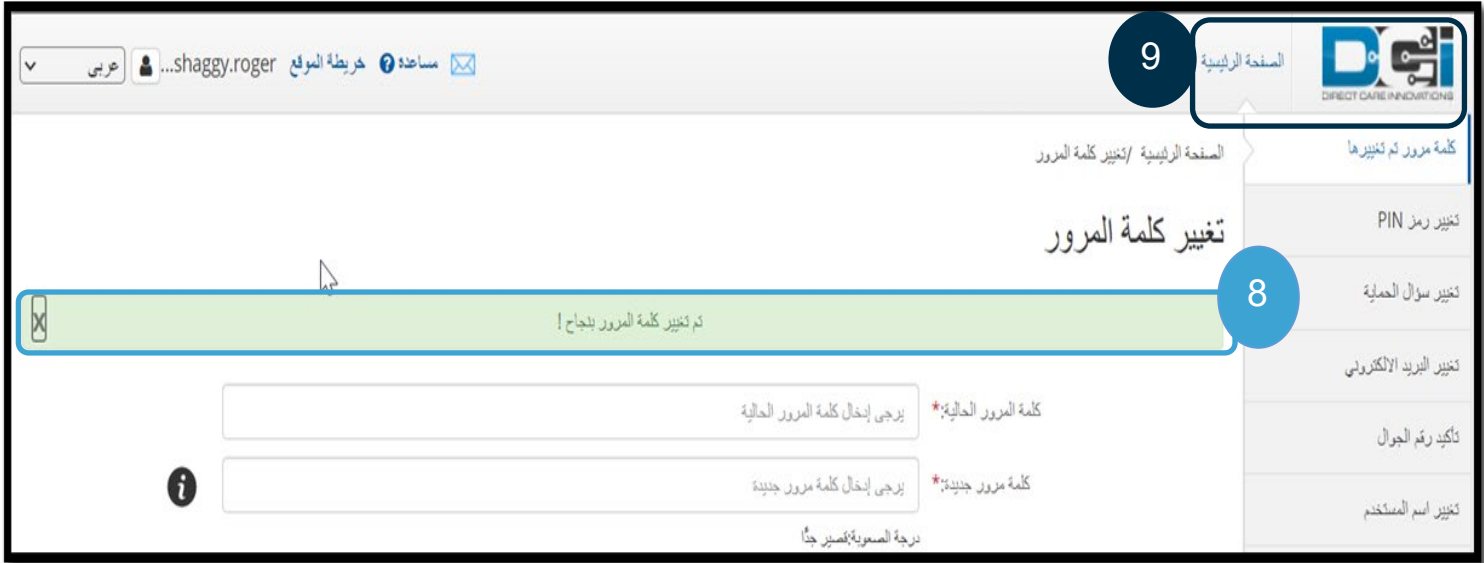 DCi
DIRECT CARE INNOVATIONS
الصفحة الرئيسية
9
مساعدة
خريطة الموقع
shaggy.roger...
عربى
كلمة مرور تم تغييرها
تغيير رمز PIN
تغيير سؤال الحماية
تغيير البريد الالكتروني
تأكيد رقم الجوال
تغيير اسم المستخدم
الصفحة الرئيسية /تغيير كلمة المرور
تغيير كلمة المرور
8
تم تغيير كلمة المرور بنجاح !
X
كلمة المرور الحالية:*
يرجى إدخال كلمة المرور الحالية
كلمة مرور جديدة:*
يرجى إدخال كلمة مرور جديدة
i
درجة الصعوبة:قصير جدًّا